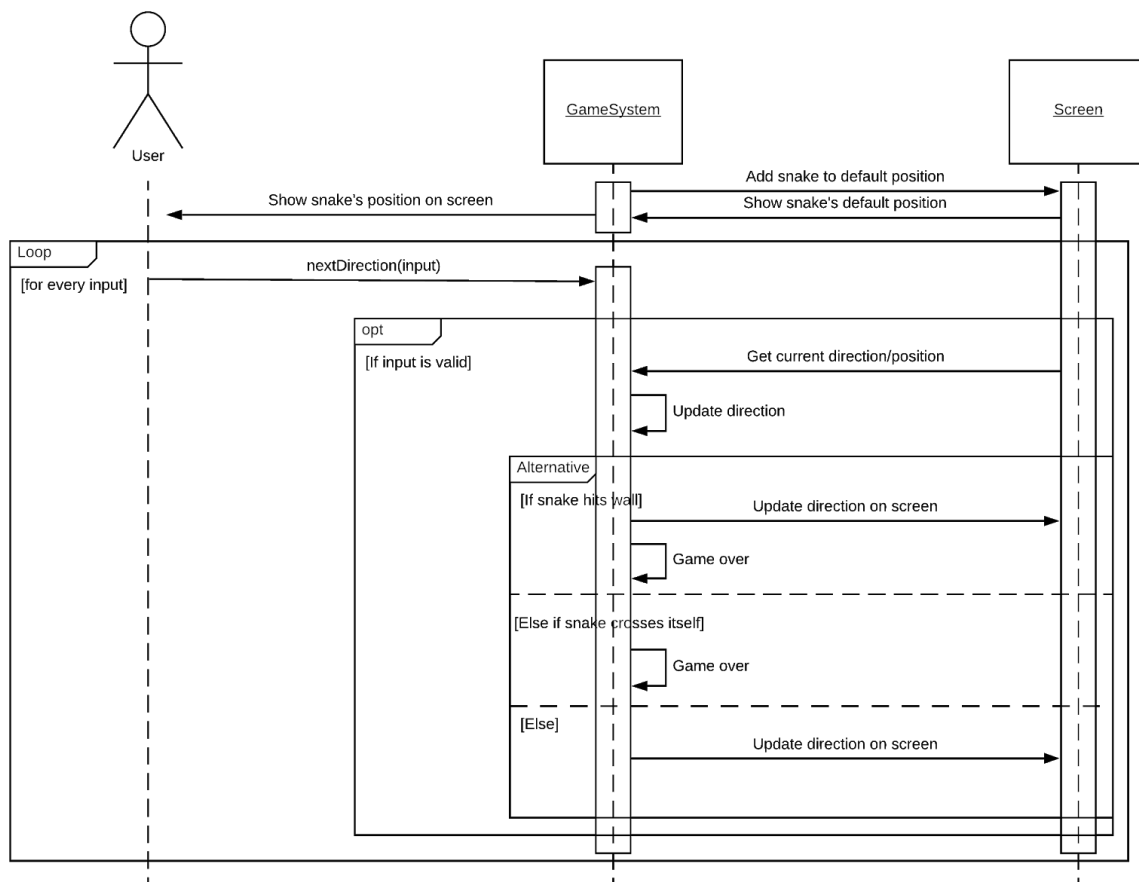 User
GameSystem
Screen
Add snake to default position
Show snake's position on screen
Show snake's default position
Loop
[for every input]
nextDirection(input)
opt
[If input is valid]
Get current direction/position
Update direction
Alternative
[If snake hits wall]
Update direction on screen
Game over
[Else if snake crosses itself]
Game over
[Else]
Update direction on screen